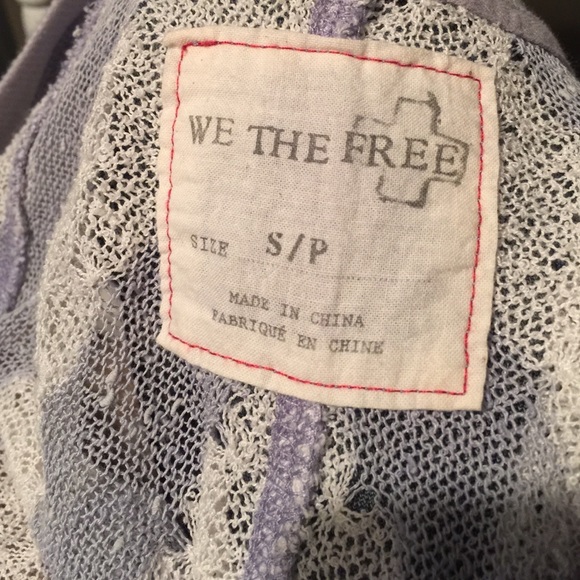 WE THE FREE
SIZE S/P
MADE IN CHINA
FABRIQUÉ EN CHINE